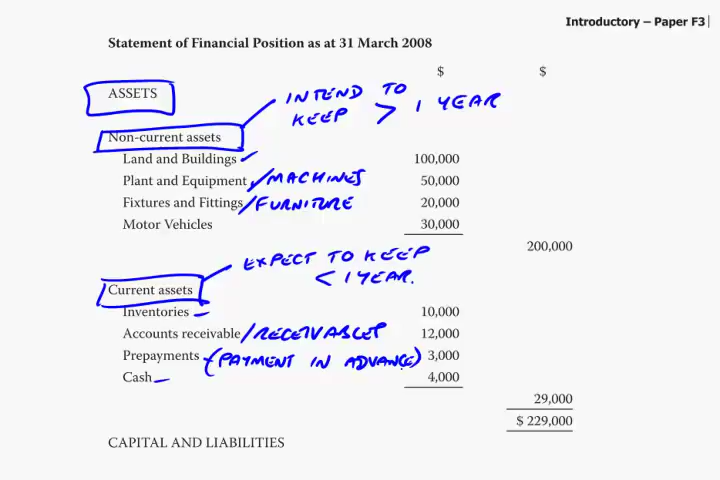 Introductory – Paper F3
Statement of Financial Position as at 31 March 2008
$ $
ASSETS
INTEND TO
KEEP > 1 YEAR
Non-current assets
Land and Buildings 100,000
Plant and Equipment /MACHINES 50,000
Fixtures and Fittings /FURNITURE 20,000
Motor Vehicles 30,000
200,000
EXPECT TO KEEP
< 1 YEAR.
Current assets
Inventories 10,000
Accounts receivable /RECEIVABLES 12,000
Prepayments (PAYMENT IN ADVANCE) 3,000
Cash 4,000
29,000
$ 229,000
CAPITAL AND LIABILITIES